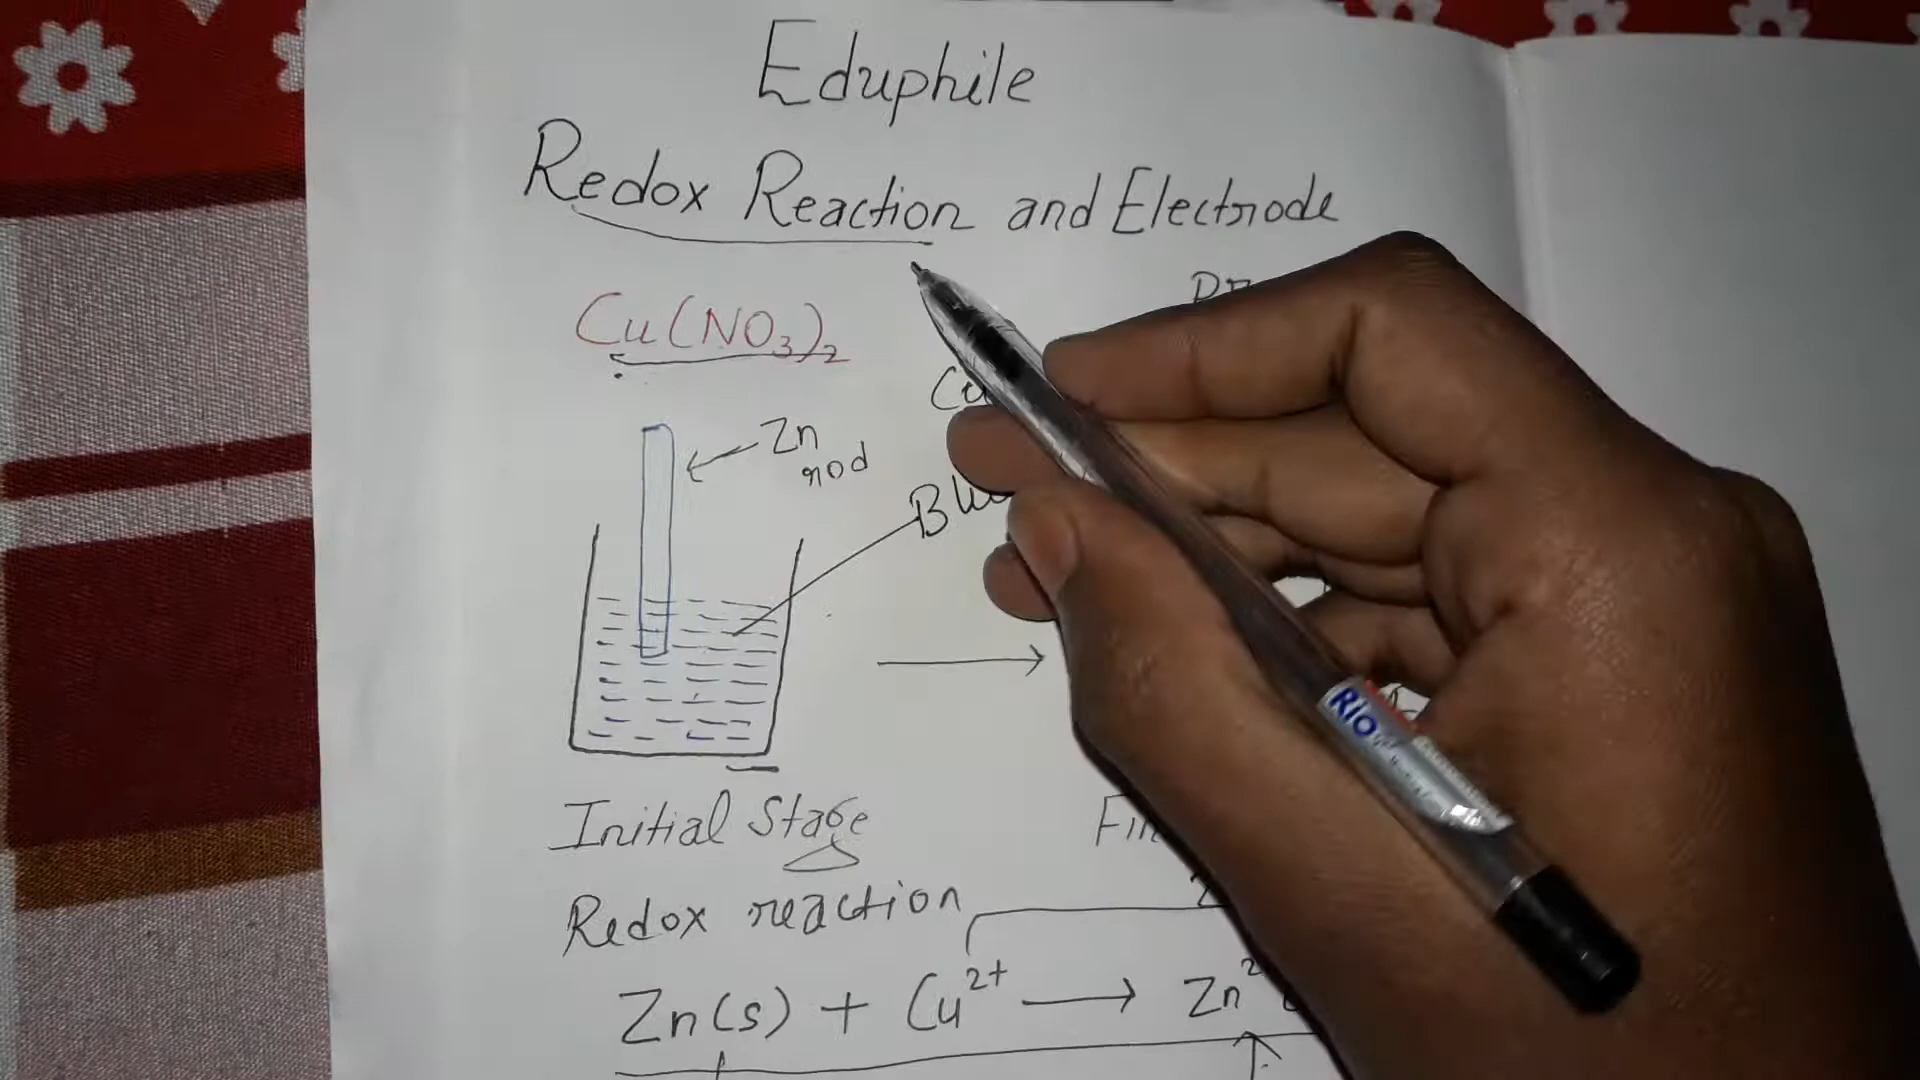 Eduphile
Redox Reaction and Electrode
Cu(NO3)2
Zn
rod
Initial Stage
Redox reaction
Zn(s) + Cu²⁺ → Zn²
Rio